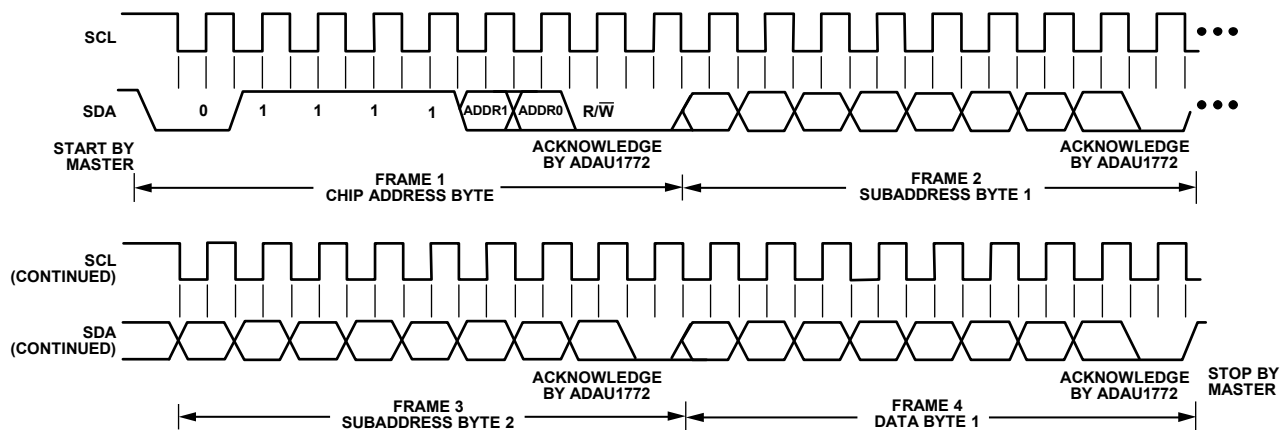 SCL
SDA
0 1 1 1 1 ADDR1 ADDR0 R/W̅
START BY
MASTER
ACKNOWLEDGE
BY ADAU1772
ACKNOWLEDGE
BY ADAU1772
FRAME 1
CHIP ADDRESS BYTE
FRAME 2
SUBADDRESS BYTE 1
SCL
(CONTINUED)
SDA
(CONTINUED)
ACKNOWLEDGE
BY ADAU1772
ACKNOWLEDGE
BY ADAU1772
STOP BY
MASTER
FRAME 3
SUBADDRESS BYTE 2
FRAME 4
DATA BYTE 1